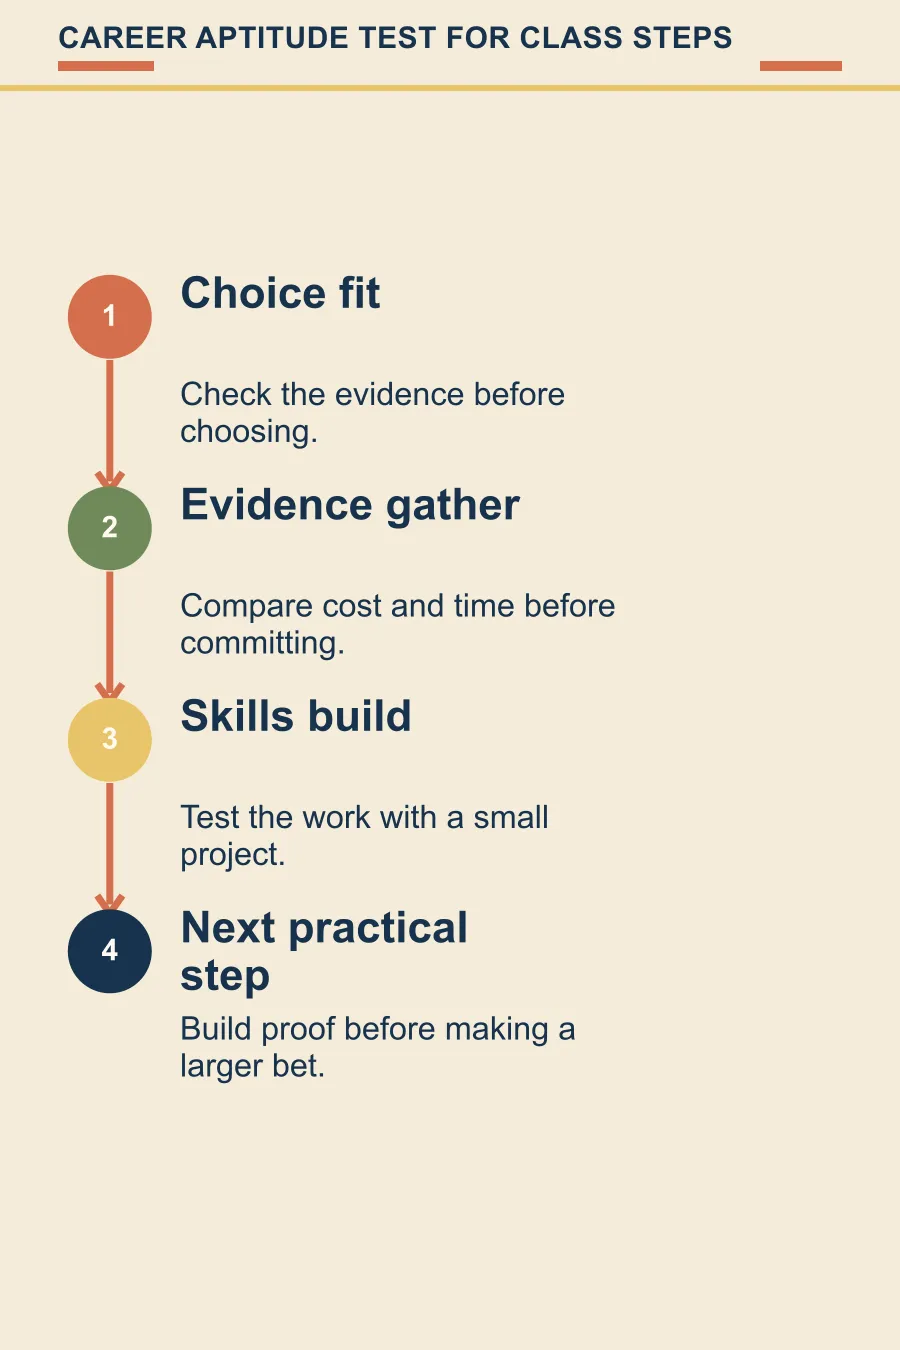 CAREER APTITUDE TEST FOR CLASS STEPS
1
Choice fit
Check the evidence before
choosing.
2
Evidence gather
Compare cost and time before
committing.
3
Skills build
Test the work with a small
project.
4
Next practical
step
Build proof before making a
larger bet.